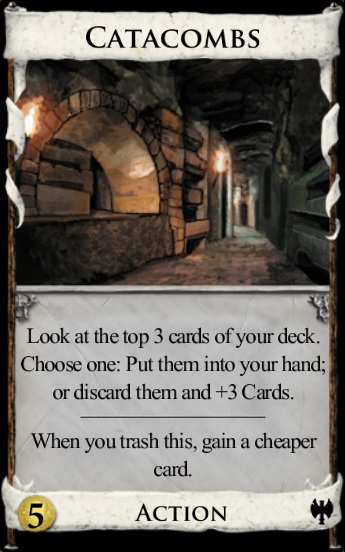 Catacombs
Look at the top 3 cards of your deck.
Choose one: Put them into your hand;
or discard them and +3 Cards.
When you trash this, gain a cheaper
card.
5
Action